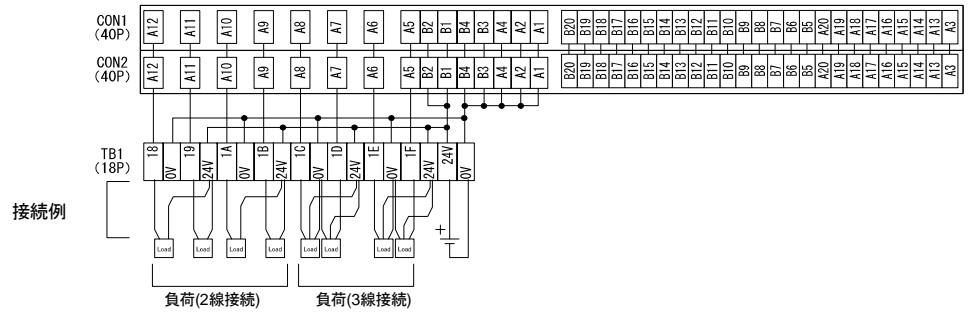 CON1
(40P)
A12 A11 A10 A9 A8 A7 A6 A5 B2 B1 B4 B3 A4 A2 A1 B20 B19 B18 B17 B16 B15 B14 B13 B12 B11 B10 B9 B8 B7 B6 B5 A20 A19 A18 A17 A16 A15 A14 A13 A3
CON2
(40P)
A12 A11 A10 A9 A8 A7 A6 A5 B2 B1 B4 B3 A4 A2 A1 B20 B19 B18 B17 B16 B15 B14 B13 B12 B11 B10 B9 B8 B7 B6 B5 A20 A19 A18 A17 A16 A15 A14 A13 A3
TB1
(18P)
18 0V 19 24V 1A 0V 1B 24V 1C 0V 1D 24V 1E 0V 1F 24V 24V 0V
接続例
+
Load Load Load Load Load Load Load Load
負荷(2線接続) 負荷(3線接続)